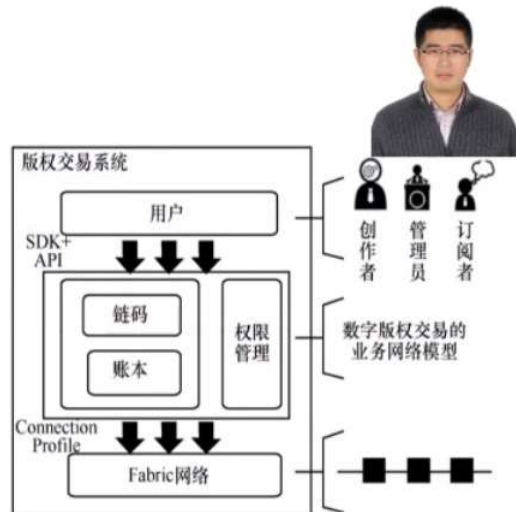 版权交易系统
用户
SDK+
API
链码
账本
权限
管理
Connection
Profile
Fabric网络
创作者
管理员
订阅者
数字版权交易的
业务网络模型